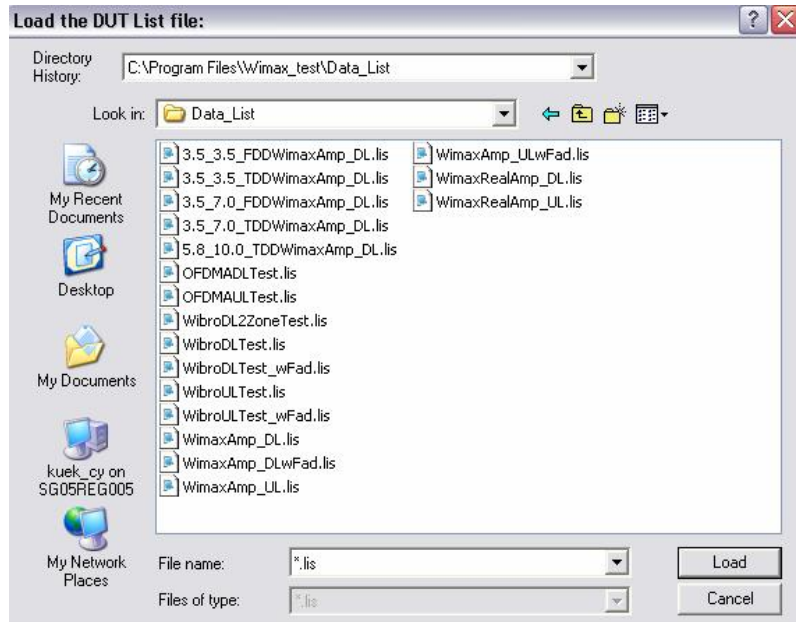 Load the DUT List file:
Directory
History:
C:\Program Files\Wimax_test\Data_List
Look in:
Data_List
My Recent
Documents
Desktop
My Documents
kuek_cy on
SG05REG005
My Network
Places
3.5_3.5_FDDWimaxAmp_DL.lis
3.5_3.5_TDDWimaxAmp_DL.lis
3.5_7.0_FDDWimaxAmp_DL.lis
3.5_7.0_TDDWimaxAmp_DL.lis
5.8_10.0_TDDWimaxAmp_DL.lis
OFDMADLTest.lis
OFDMAULTest.lis
WibroDL2ZoneTest.lis
WibroDLTest.lis
WibroDLTest_wFad.lis
WibroULTest.lis
WibroULTest_wFad.lis
WimaxAmp_DL.lis
WimaxAmp_DLwFad.lis
WimaxAmp_UL.lis
WimaxAmp_ULwFad.lis
WimaxRealAmp_DL.lis
WimaxRealAmp_UL.lis
File name:
*.lis
Load
Files of type:
*.lis
Cancel